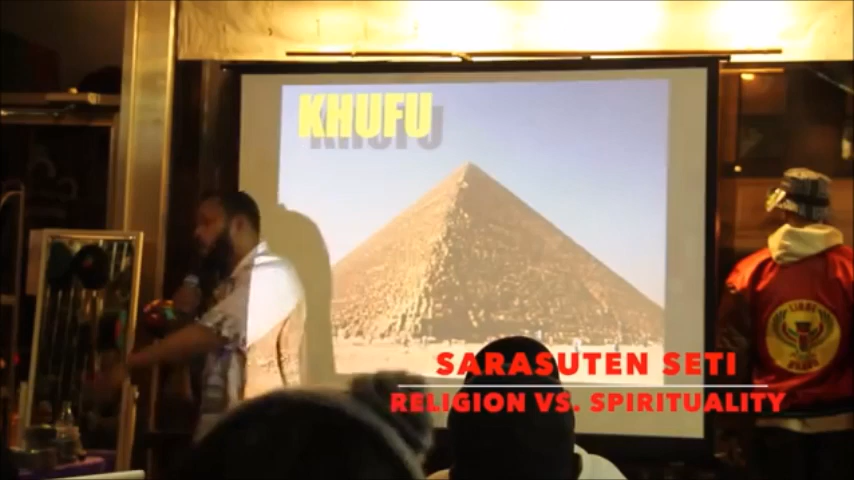 KHUFU
SARASUTEN SETI
RELIGION VS. SPIRITUALITY